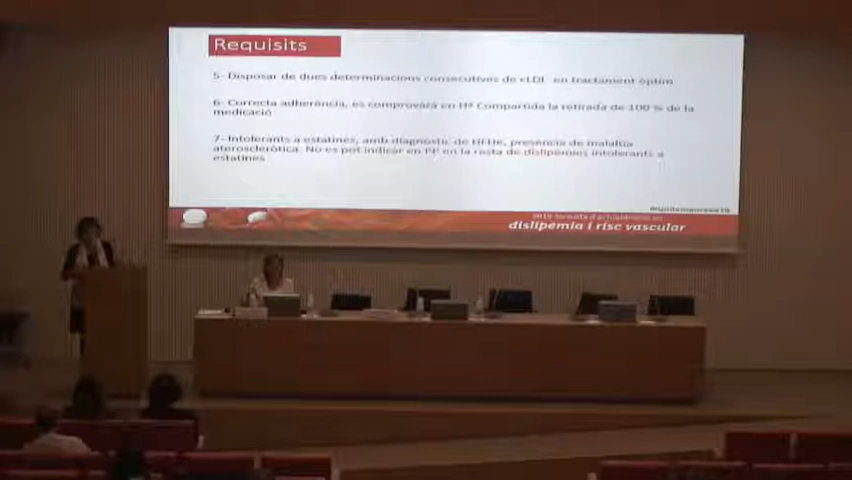 Requisits
5- Disposar de dues determinacions consecutives de cLDL en tractament òptim
6- Correcta adherència, es comprovarà en Hª Compartida la retirada de 100 % de la
medicació
7- Intolerants a estatines, amb diagnòstic de HFHe, presència de malaltia
ateroscleròtica. No es pot indicar en PP en la resta de dislipèmies intolerants a
estatines
dislipèmia i risc vascular